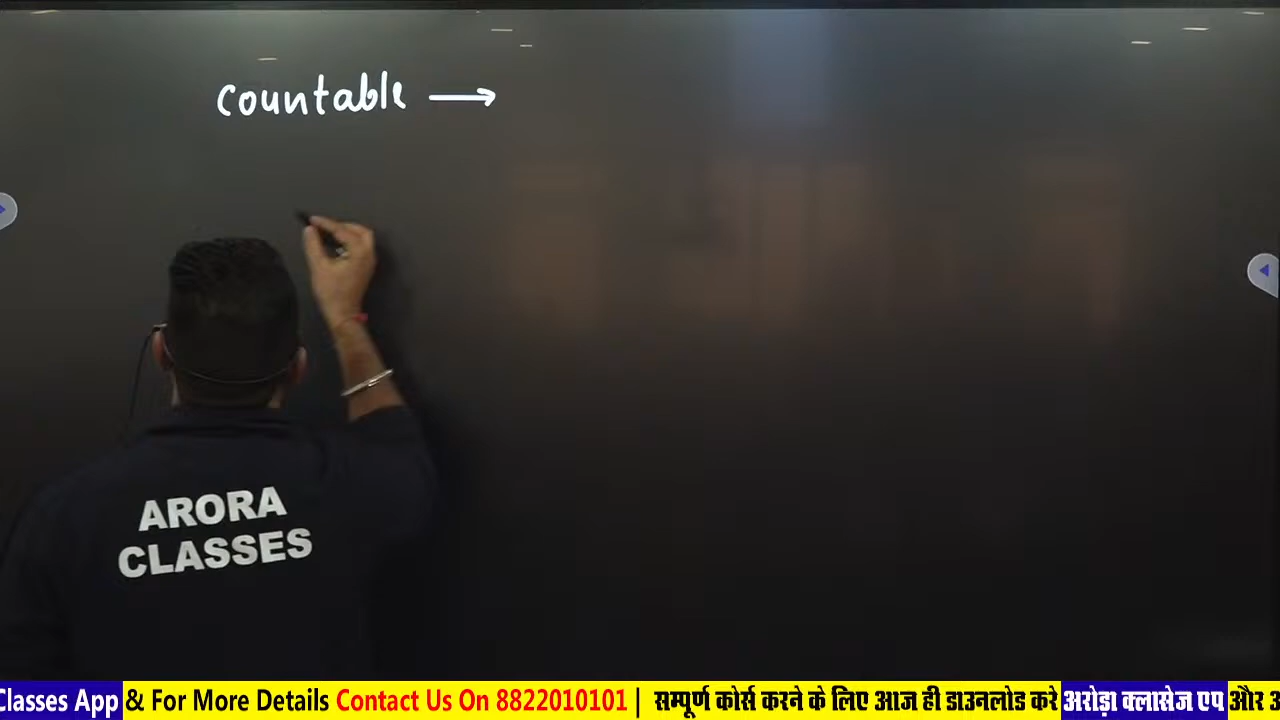 countable →
ARORA
CLASSES
Classes App & For More Details Contact Us On 8822010101 | सम्पूर्ण कोर्स करने के लिए आज ही डाउनलोड करे अरोड़ा क्लासेज एप और